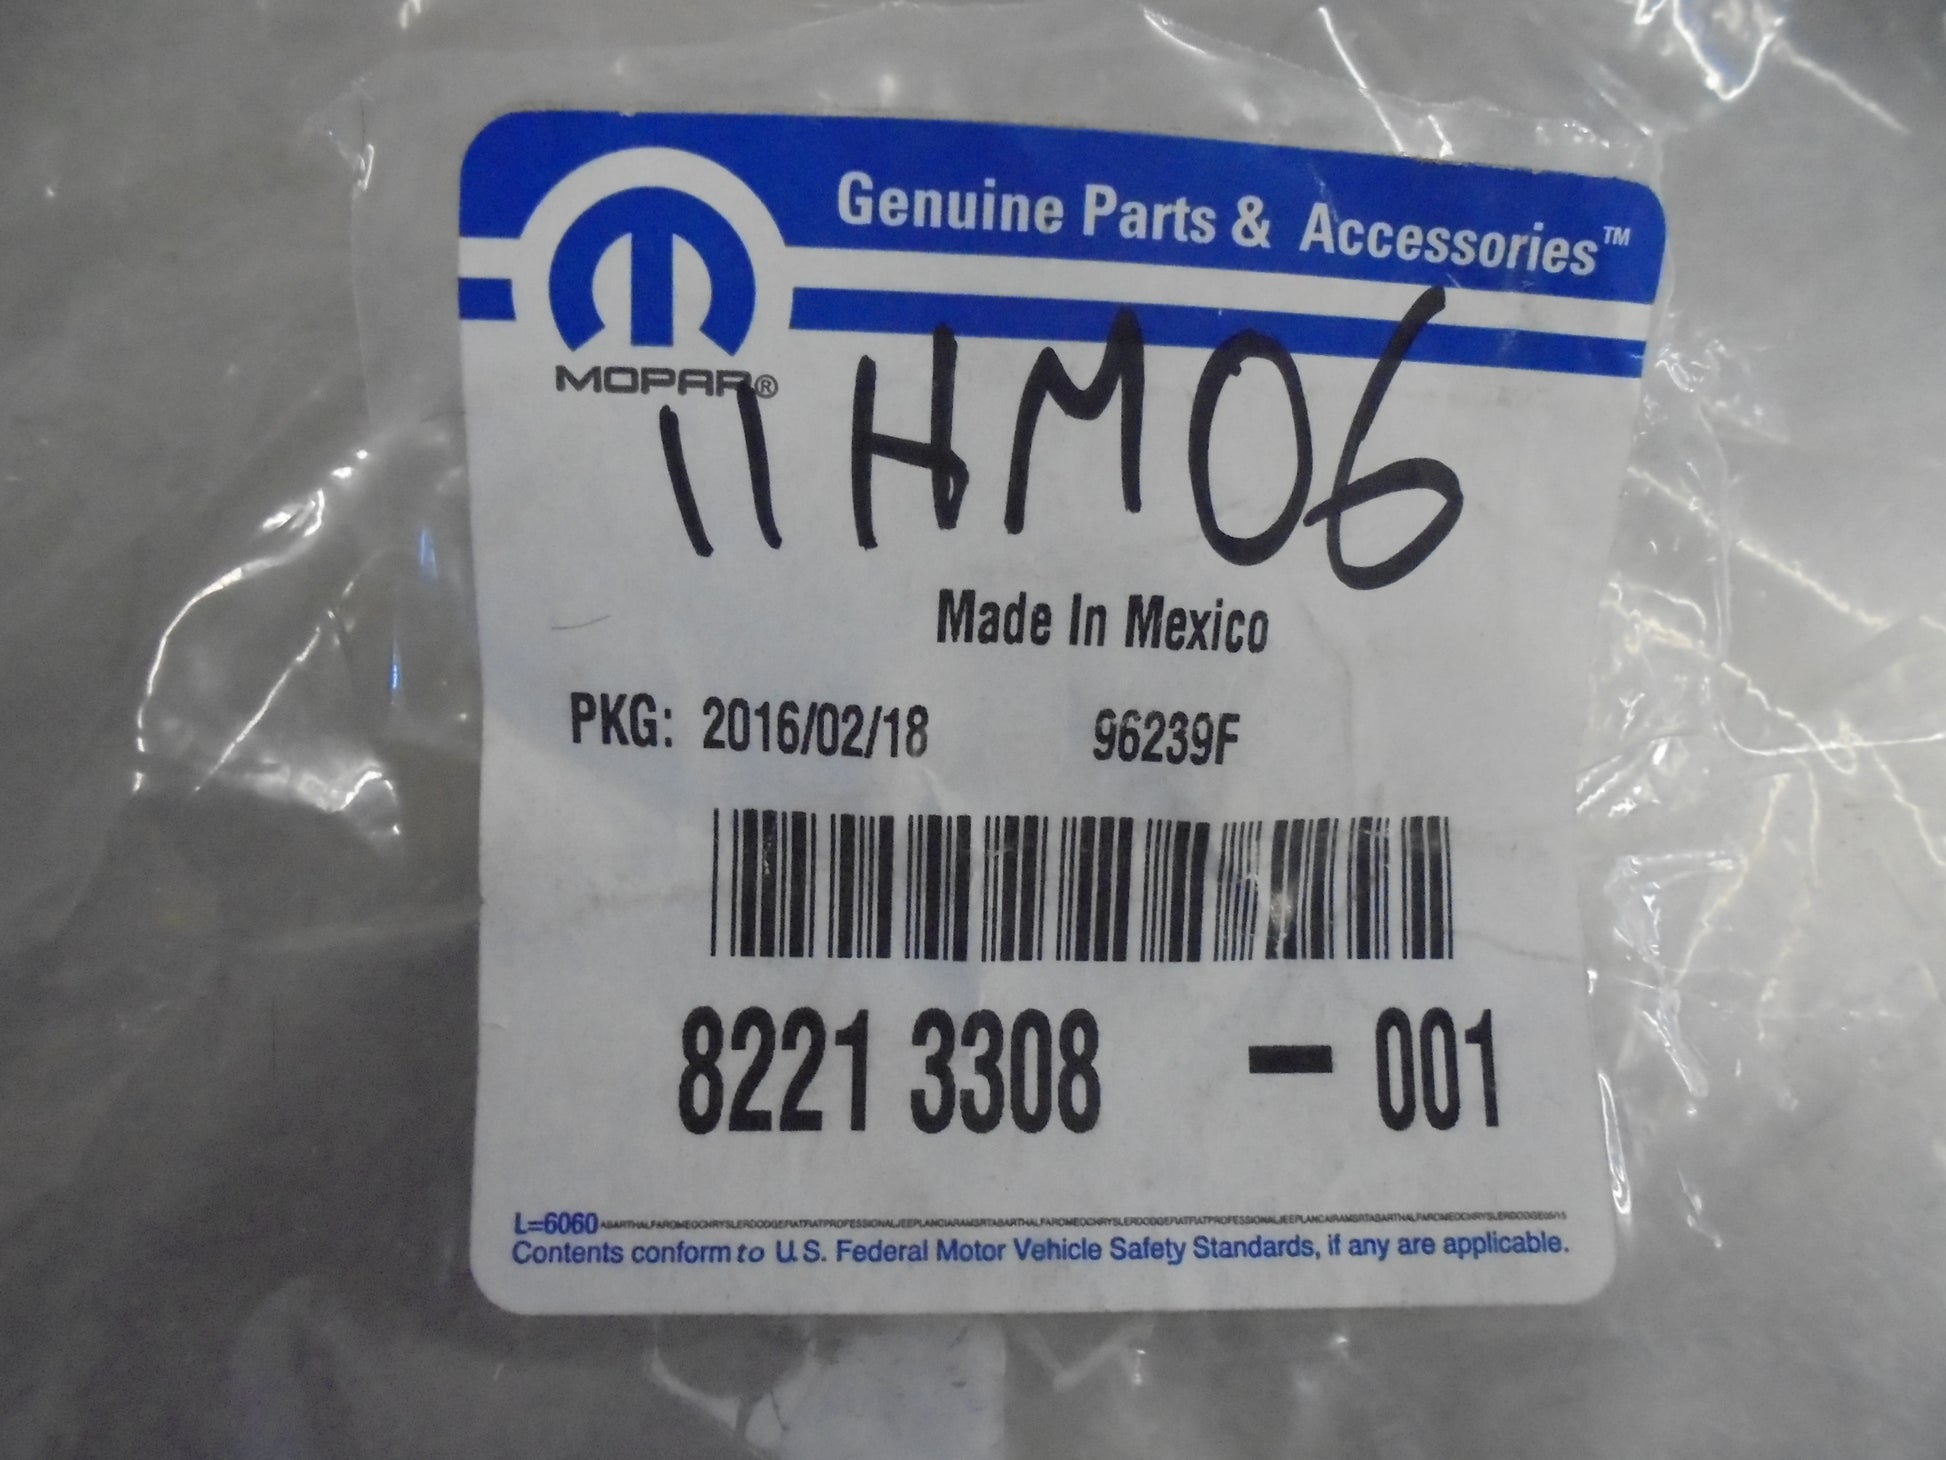 Genuine Parts & Accessories™
MOPAR®
11HM06
Made In Mexico
PKG: 2016/02/18 96239F
8221 3308 – 001
L=6060
Contents conform to U.S. Federal Motor Vehicle Safety Standards, if any are applicable.